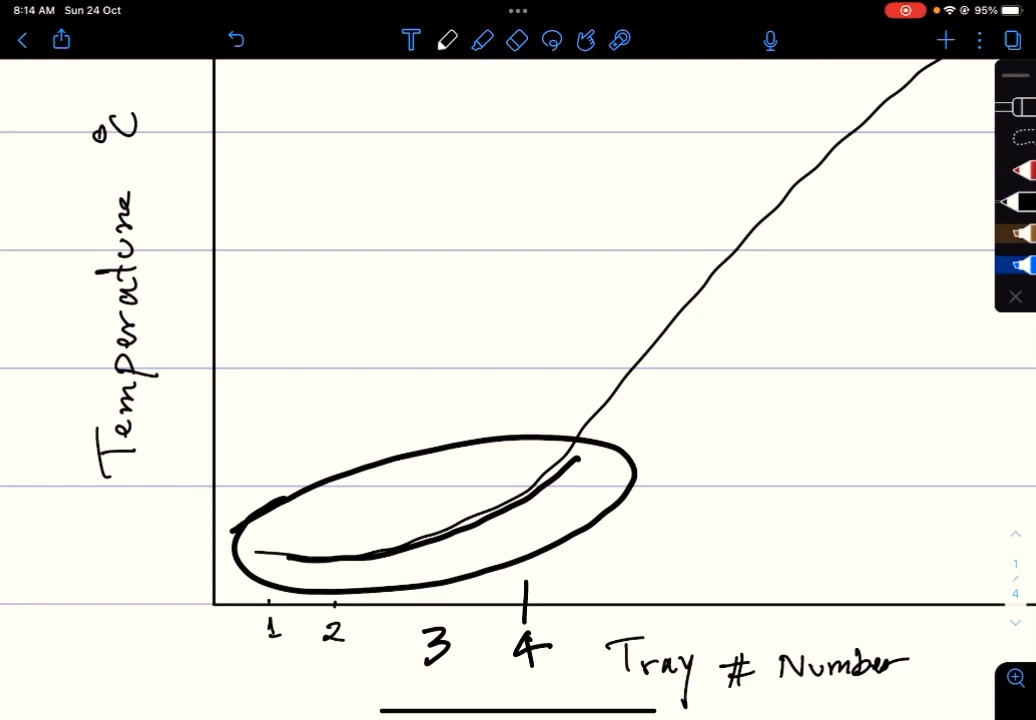 8:14 AM Sun 24 Oct
95%
T
Temperature °C
1
/
4
1 2 3 4
Tray # Number